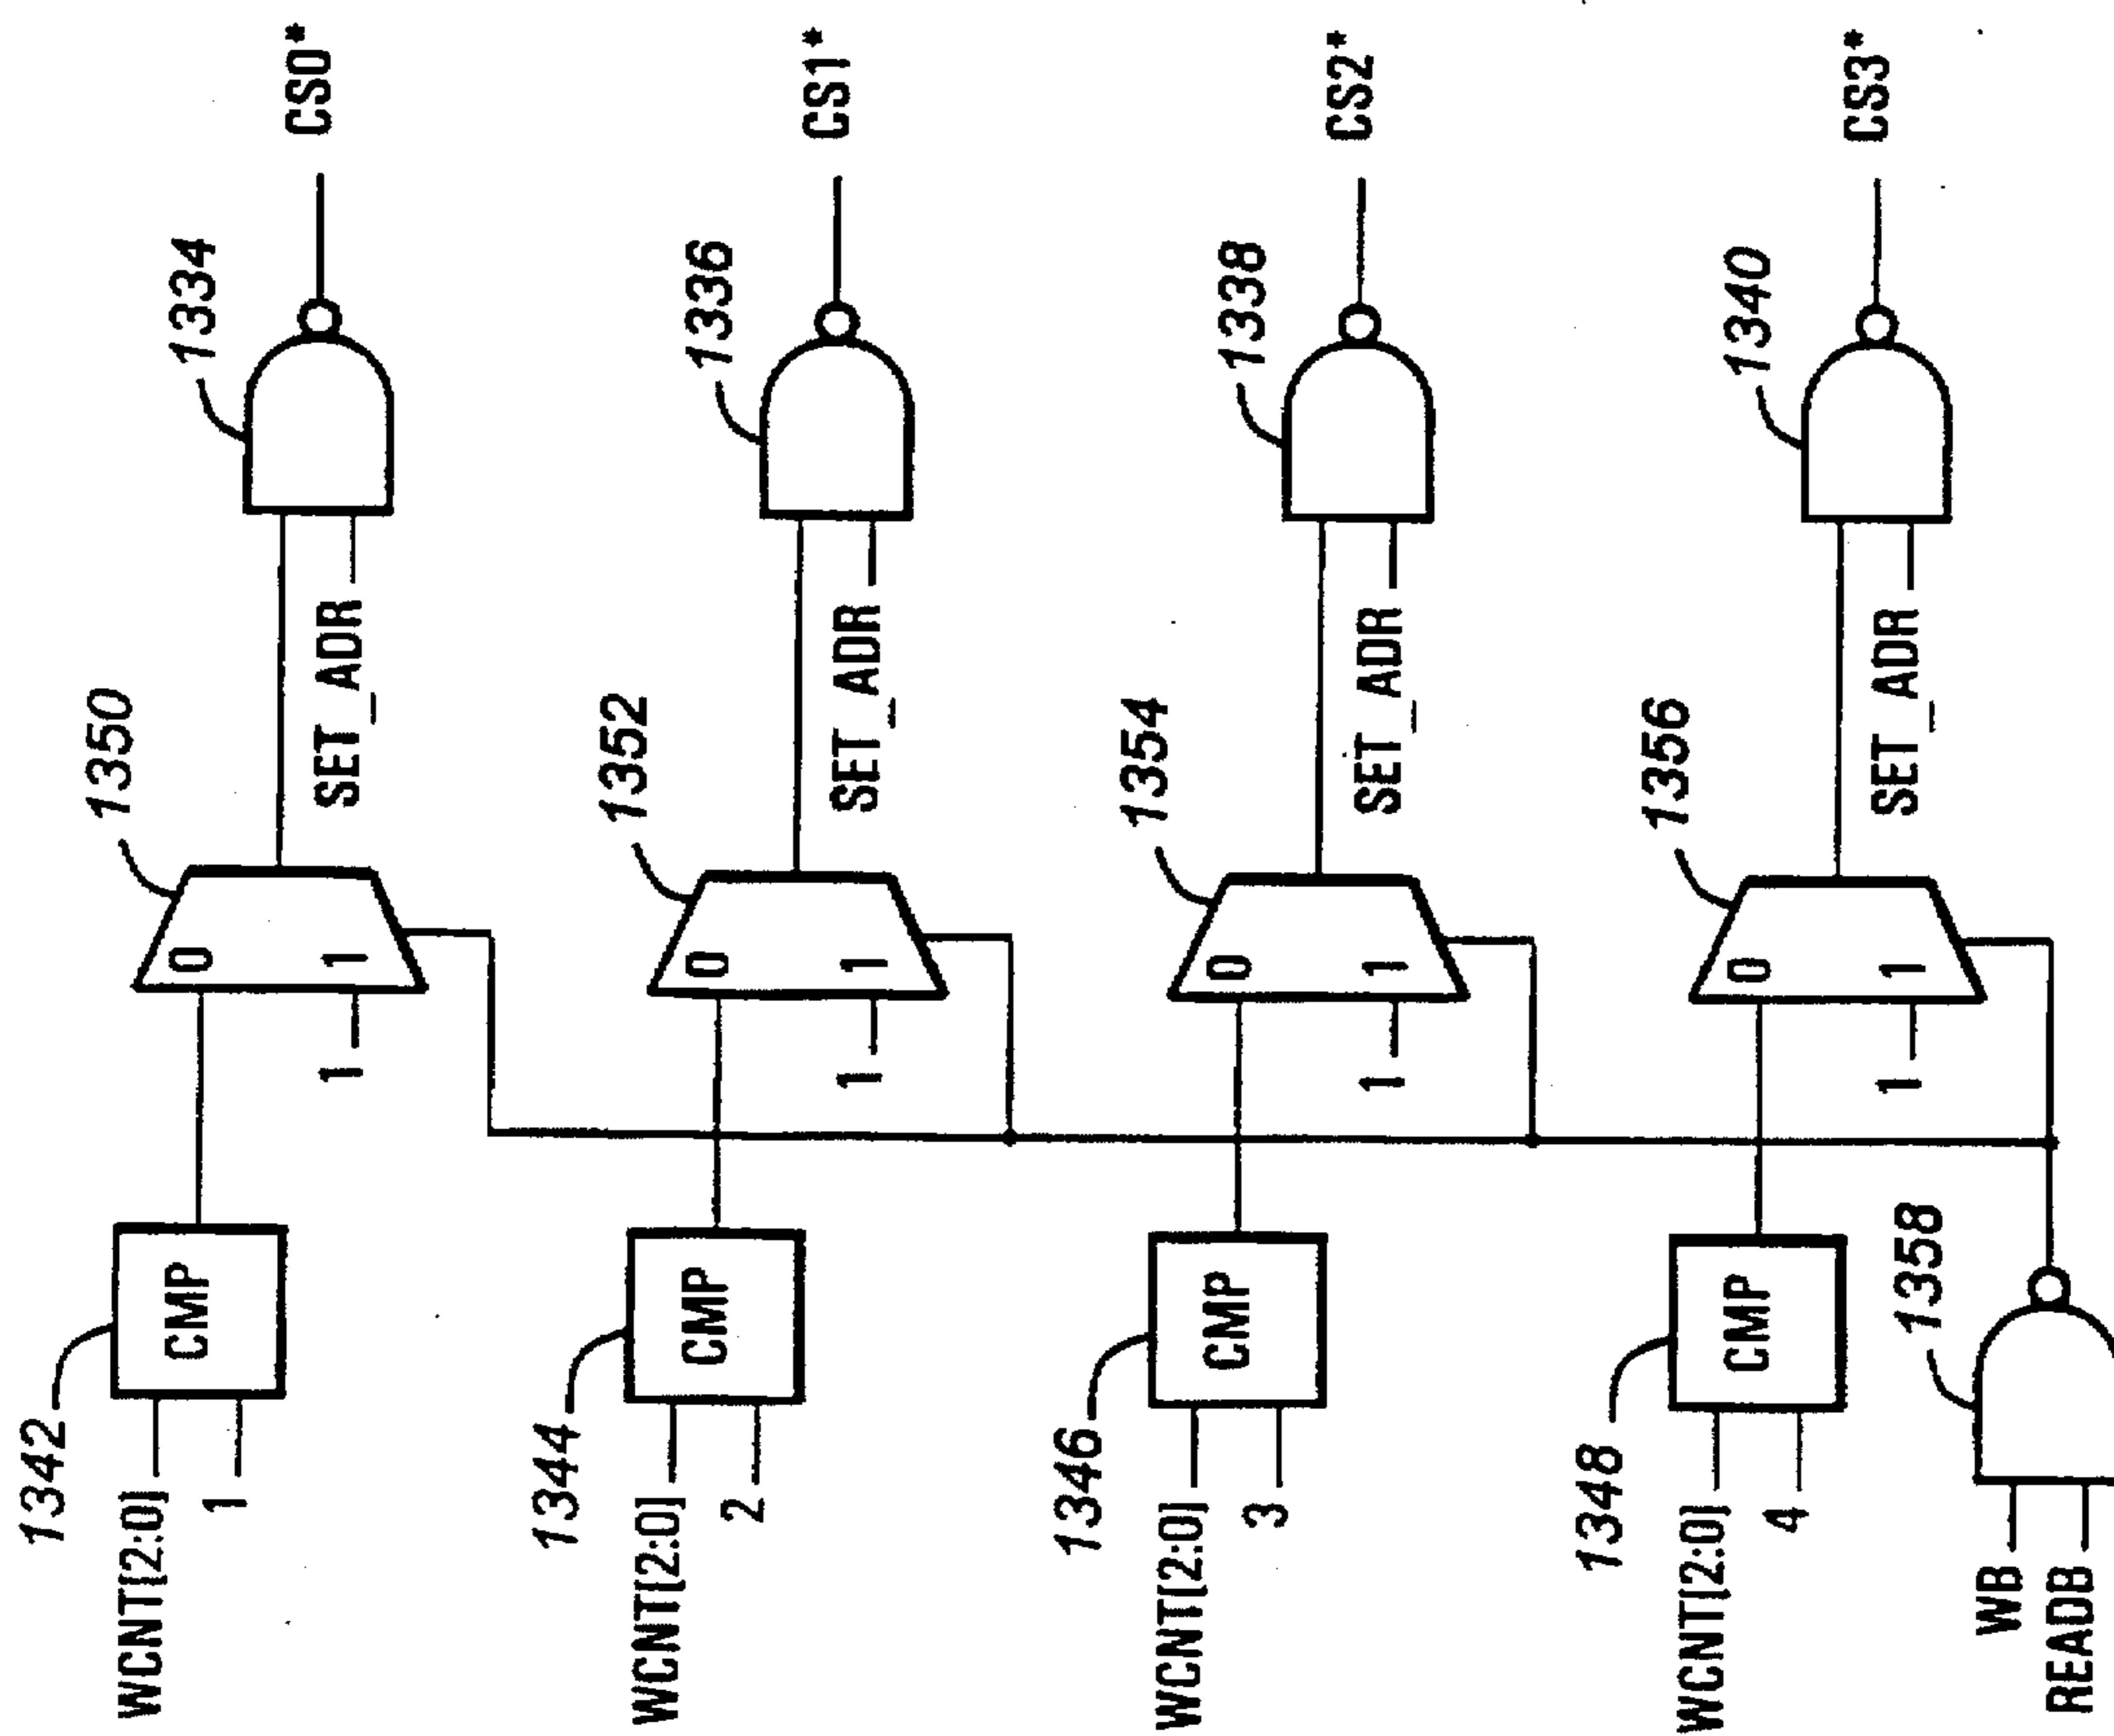 1342
WCNT[2:0]
1
CMP
1350
0
1
1
1334
SET_ADR
CS0*
1344
WCNT[2:0]
2
CMP
1352
0
1
1
1336
SET_ADR
CS1*
1346
WCNT[2:0]
3
CMP
1354
0
1
1
1338
SET_ADR
CS2*
1348
WCNT[2:0]
4
CMP
1356
0
1
1
1340
SET_ADR
CS3*
1358
WB
READB